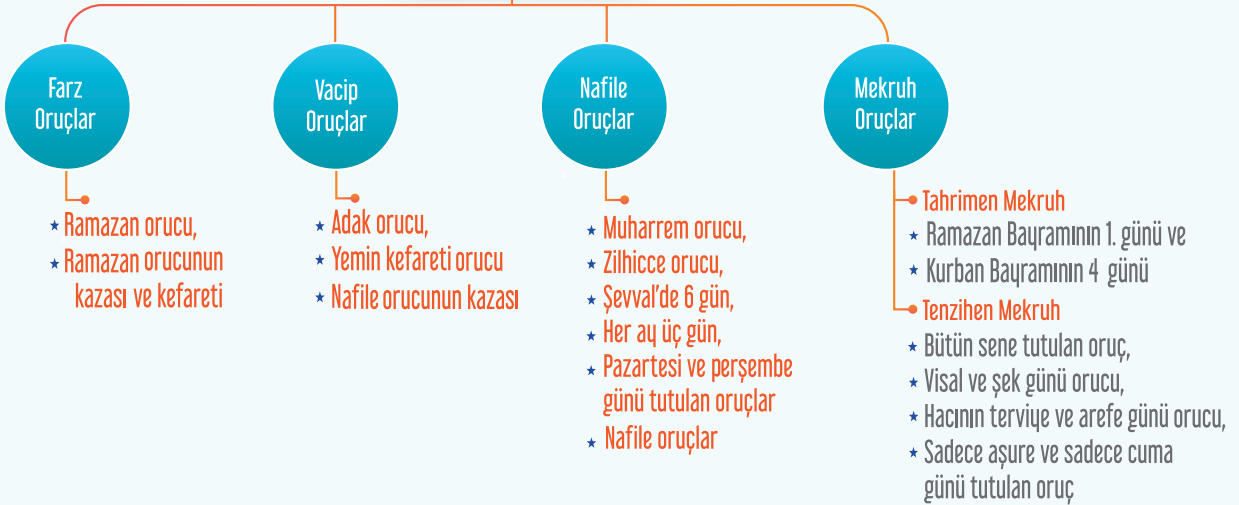 Farz
Oruçlar
★ Ramazan orucu,
★ Ramazan orucunun
kazası ve kefareti
Vacip
Oruçlar
★ Adak orucu,
★ Yemin kefareti orucu
★ Nafile orucunun kazası
Nafile
Oruçlar
★ Muharrem orucu,
★ Zilhicce orucu,
★ Şevval'de 6 gün,
★ Her ay üç gün,
★ Pazartesi ve perşembe
günü tutulan oruçlar
★ Nafile oruçlar
Mekruh
Oruçlar
Tahrimen Mekruh
★ Ramazan Bayramının 1. günü ve
★ Kurban Bayramının 4 günü
Tenzihen Mekruh
★ Bütün sene tutulan oruç,
★ Visal ve şek günü orucu,
★ Hacının terviye ve arefe günü orucu,
★ Sadece aşure ve sadece cuma
günü tutulan oruç